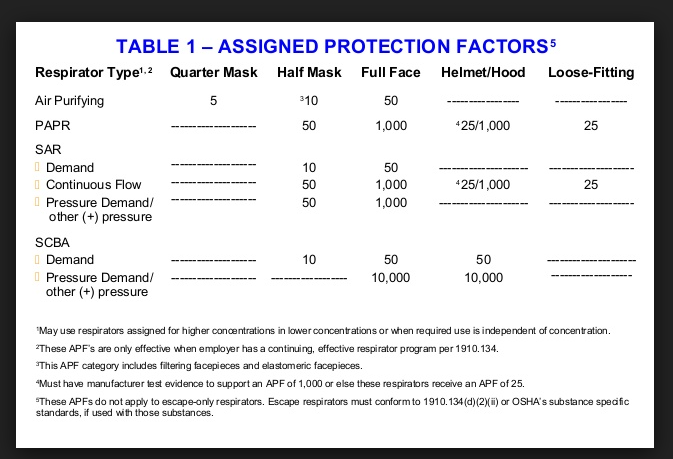 TABLE 1 – ASSIGNED PROTECTION FACTORS⁵
Respirator Type¹,² Quarter Mask Half Mask Full Face Helmet/Hood Loose-Fitting
Air Purifying 5 ³10 50 ----------------- -----------------
PAPR -------------------- 50 1,000 ⁴25/1,000 25
SAR
Demand -------------------- 10 50 --------------------- --------------------
Continuous Flow -------------------- 50 1,000 ⁴25/1,000 25
Pressure Demand/ -------------------- 50 1,000 --------------------- --------------------
other (+) pressure
SCBA
Demand -------------------- 10 50 50 ---------------------
Pressure Demand/ -------------------- ------------------ 10,000 10,000 -------------------
other (+) pressure
¹May use respirators assigned for higher concentrations in lower concentrations or when required use is independent of concentration.
²These APF's are only effective when employer has a continuing, effective respirator program per 1910.134.
³This APF category includes filtering facepieces and elastomeric facepieces.
⁴Must have manufacturer test evidence to support an APF of 1,000 or else these respirators receive an APF of 25.
⁵These APFs do not apply to escape-only respirators. Escape respirators must conform to 1910.134(d)(2)(ii) or OSHA's substance specific
standards, if used with those substances.